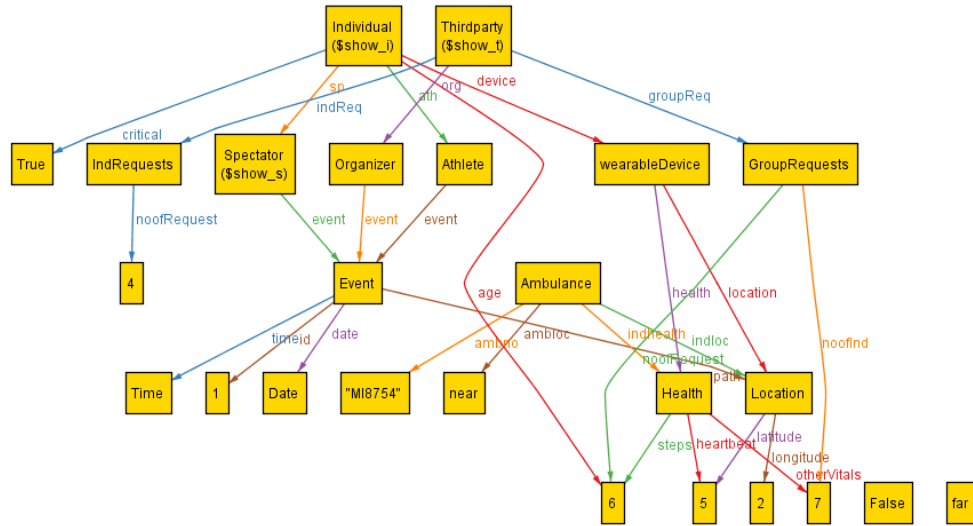 Individual
($show_i)
Thirdparty
($show_t)
sp
org
device
ath
indReq
groupReq
critical
True
IndRequests
Spectator
($show_s)
Organizer
Athlete
wearableDevice
GroupRequests
noofRequest
event
event
event
4
Event
Ambulance
age
health
location
time
id
date
ambno
ambloc
indhealth
indloc
noofRequest
noofInd
path
Time
1
Date
"MI8754"
near
Health
Location
steps
heartbeat
latitude
longitude
otherVitals
6
5
2
7
False
far